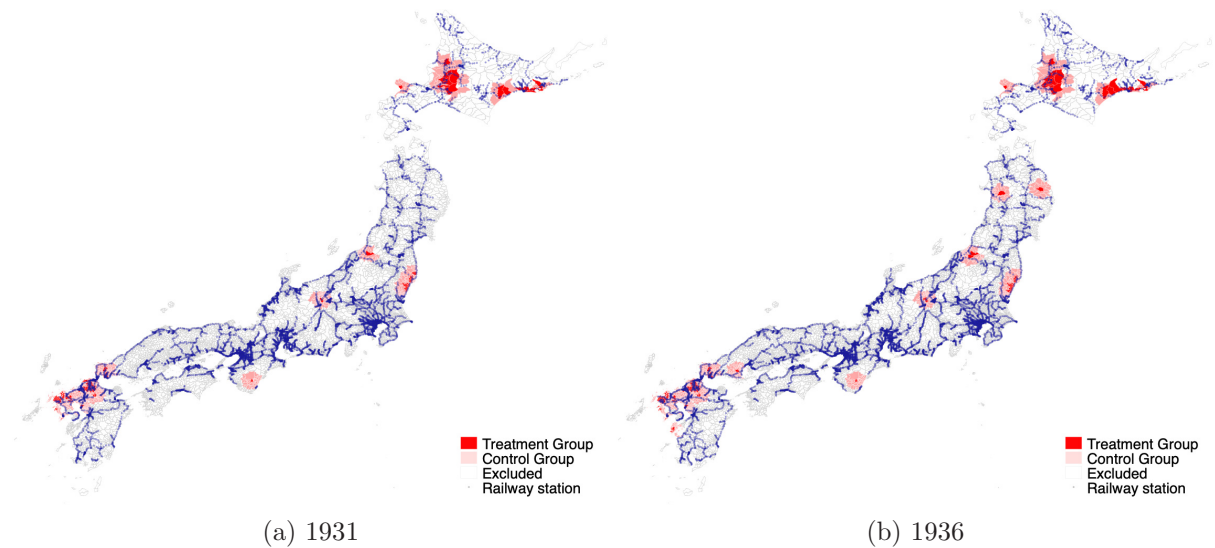 Treatment Group
Control Group
Excluded
Railway station
Treatment Group
Control Group
Excluded
Railway station
(a) 1931
(b) 1936